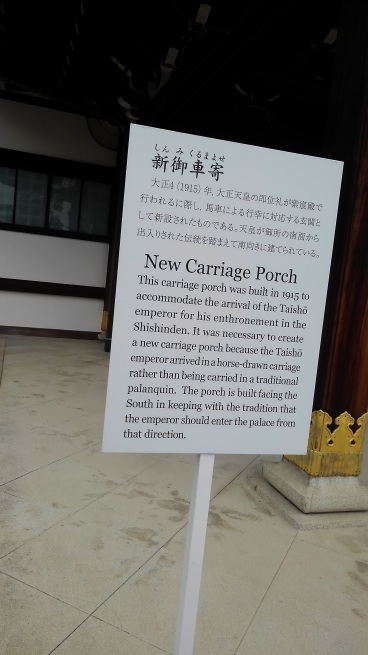 しん み くるまよせ
新御車寄
大正4（1915）年、大正天皇の即位礼が紫宸殿で
行われるに際し、馬車による行幸に対応する玄関と
して新設されたものである。天皇が御所の南面から
出入りされた伝統を踏まえて南向きに建てられている。
New Carriage Porch
This carriage porch was built in 1915 to
accommodate the arrival of the Taishō
emperor for his enthronement in the
Shishinden. It was necessary to create
a new carriage porch because the Taishō
emperor arrived in a horse-drawn carriage
rather than being carried in a traditional
palanquin. The porch is built facing the
South in keeping with the tradition that
the emperor should enter the palace from
that direction.